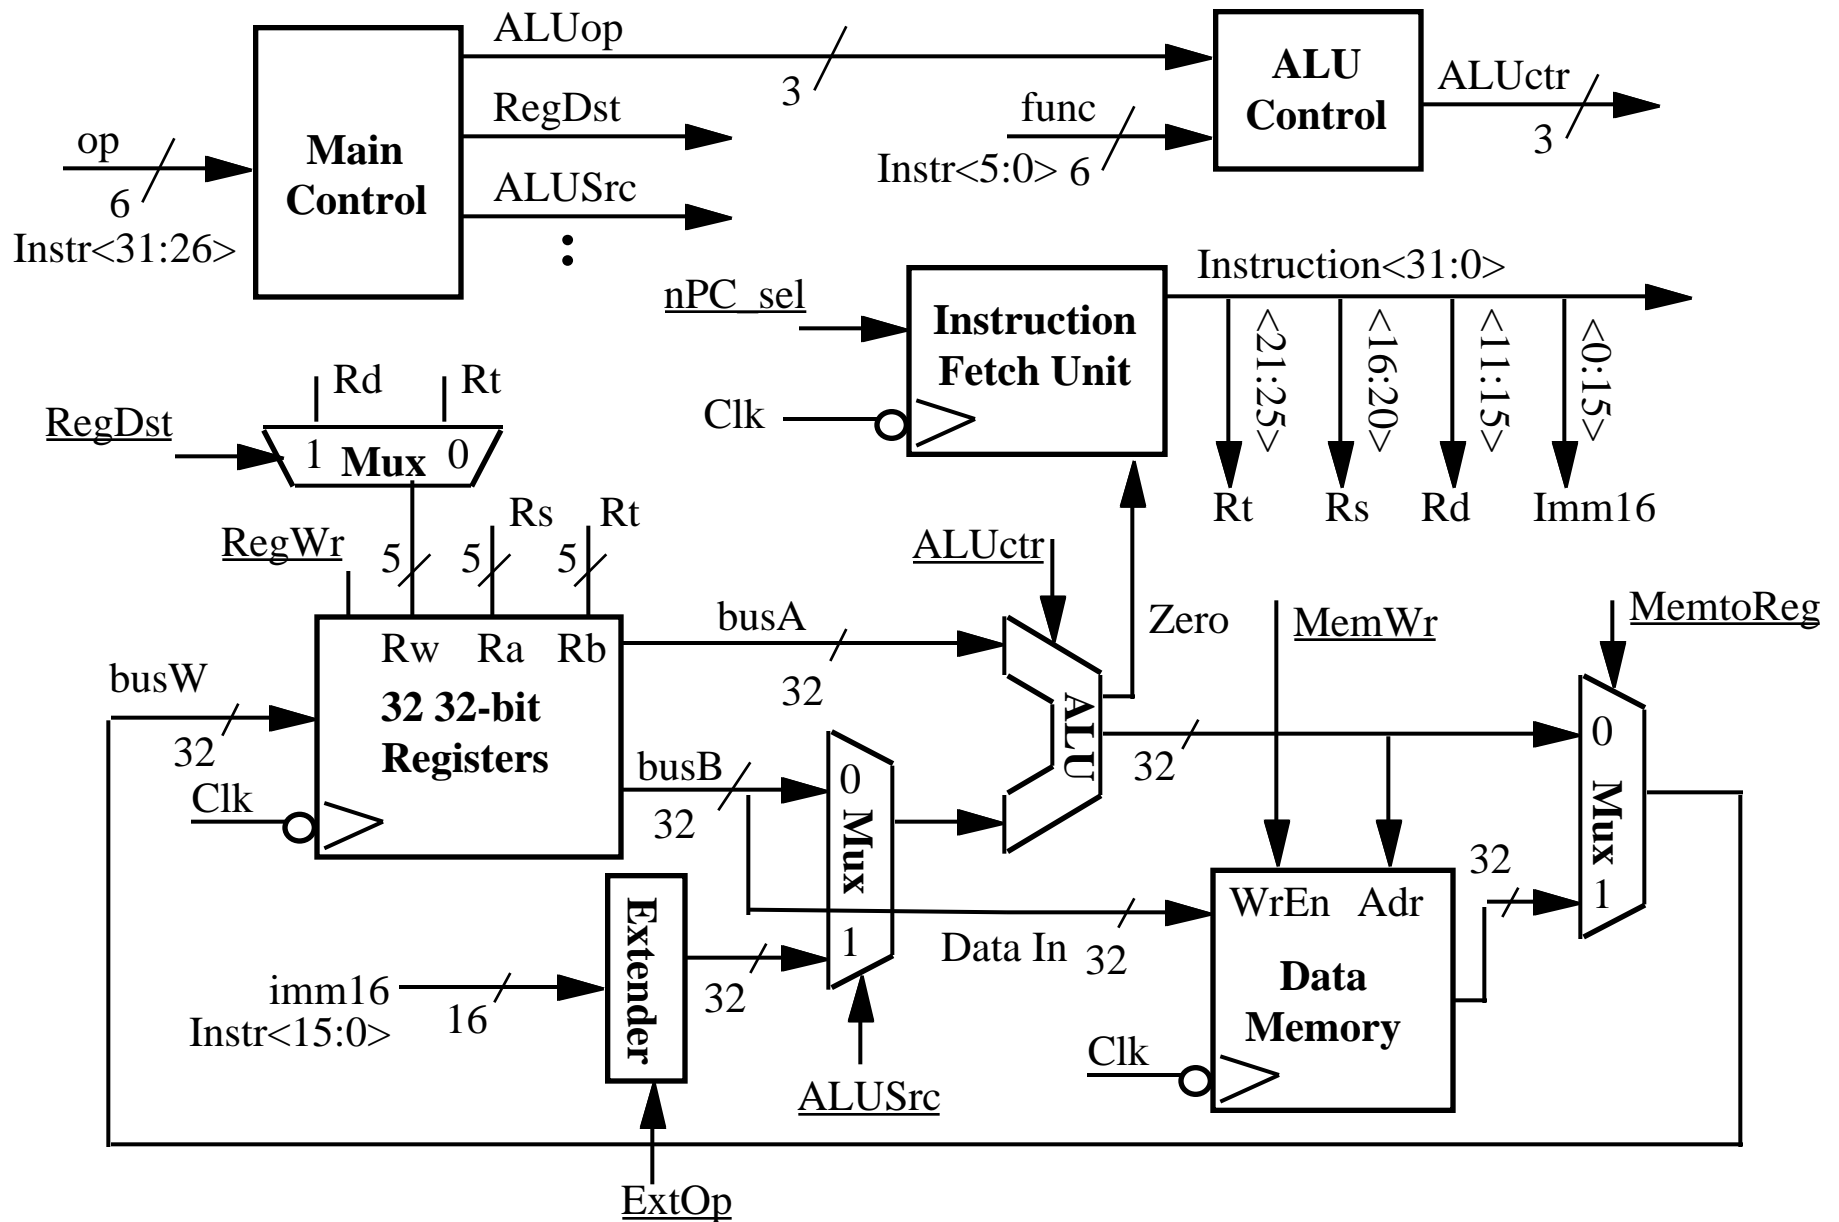 ALUop
3
ALU
Control
ALUctr
3
RegDst
func
Instr<5:0> 6
op
6
Instr<31:26>
Main
Control
ALUSrc
:
nPC_sel
Instruction
Fetch Unit
Clk
Instruction<31:0>
<21:25>
<16:20>
<11:15>
<0:15>
Rt
Rs
Rd
Imm16
Rd
Rt
RegDst
1 Mux 0
RegWr
5
5
Rs
5
Rt
busW
32
Clk
Rw Ra Rb
32 32-bit
Registers
busA
32
busB
32
0
Mux
1
ALUctr
ALU
Zero
32
MemWr
MemtoReg
0
Mux
1
32
WrEn Adr
Data
Memory
Clk
Data In
32
Extender
imm16
Instr<15:0>
16
32
ALUSrc
ExtOp